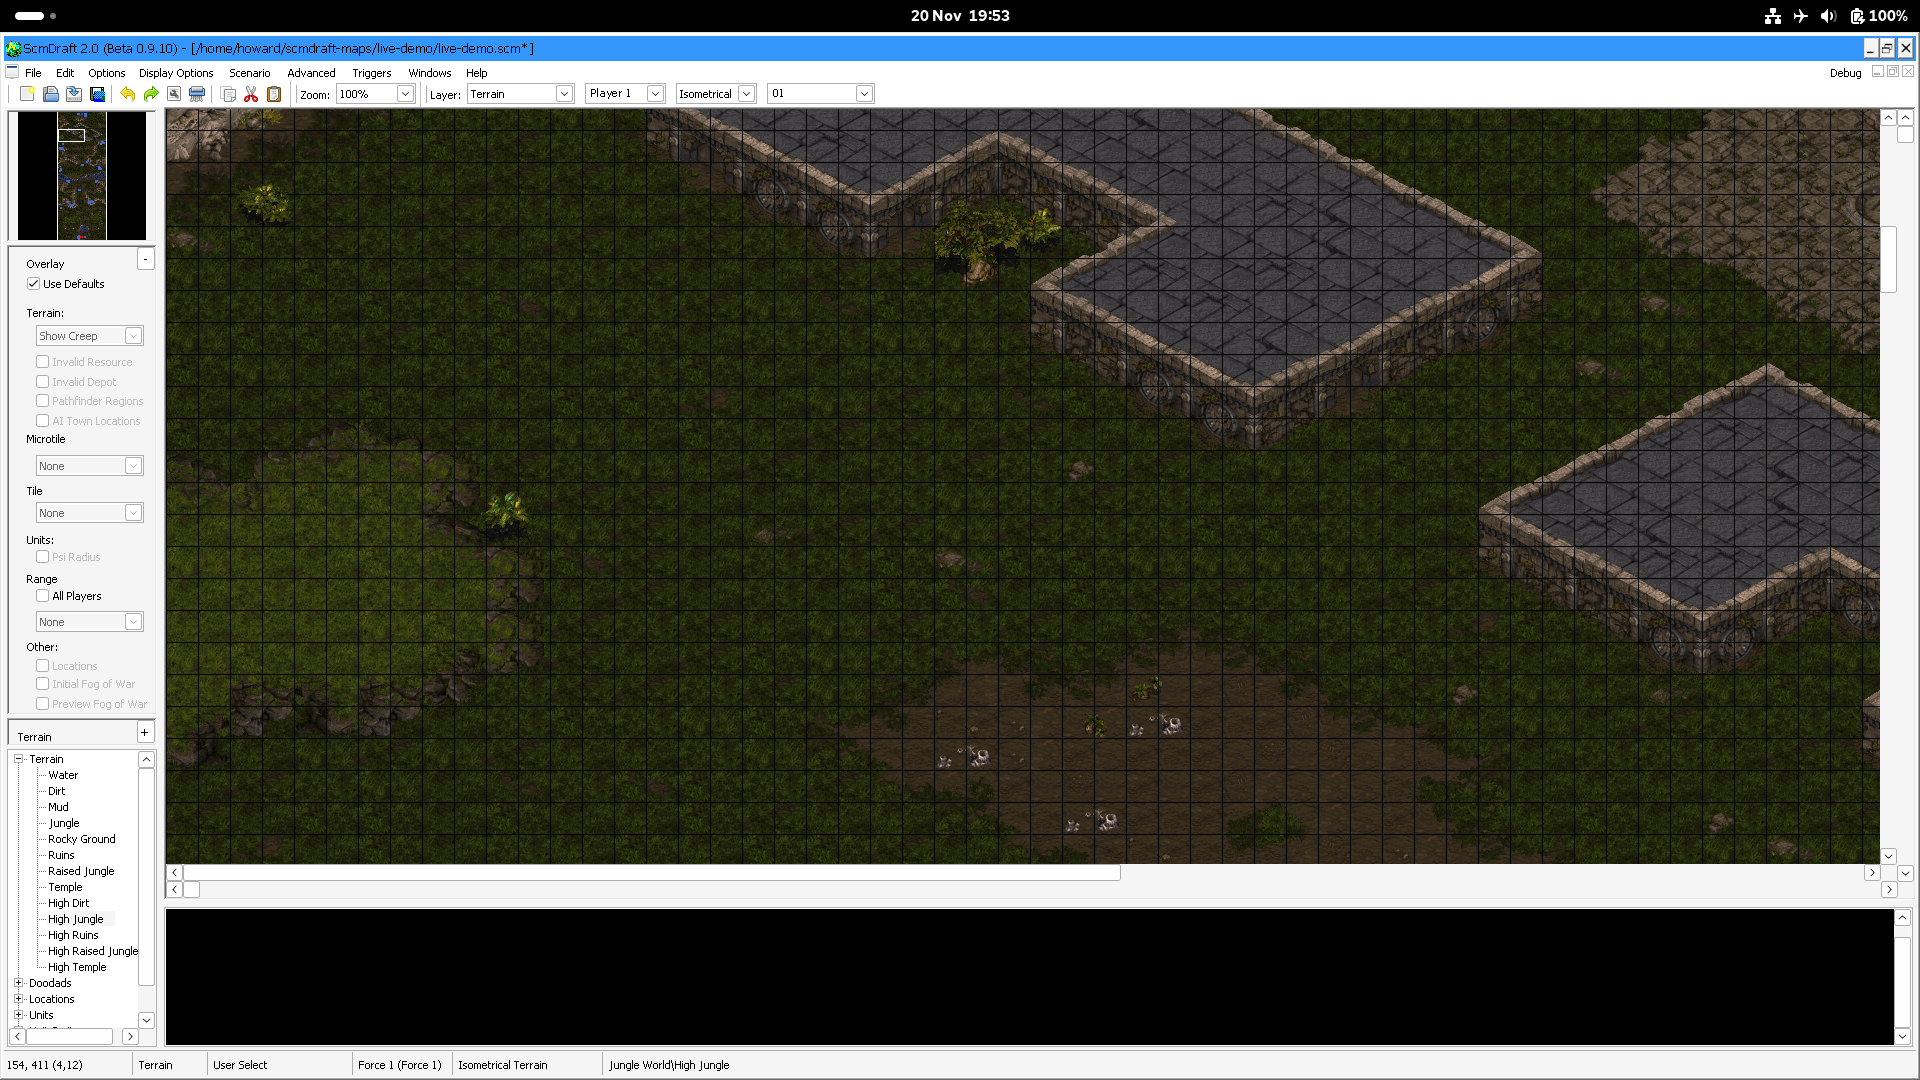 20 Nov 19:53
100%
ScmDraft 2.0 (Beta 0.9.10) - [/home/howard/scmdraft-maps/live-demo/live-demo.scm*]
File Edit Options Display Options Scenario Advanced Triggers Windows Help Debug
Zoom: 100% Layer: Terrain Player 1 Isometrical 01
Overlay
-
Use Defaults
Terrain:
Show Creep
Invalid Resource
Invalid Depot
Pathfinder Regions
AI Town Locations
Microtile
None
Tile
None
Units:
Psi Radius
Range
All Players
None
Other:
Locations
Initial Fog of War
Preview Fog of War
Terrain
+
Terrain
Water
Dirt
Mud
Jungle
Rocky Ground
Ruins
Raised Jungle
Temple
High Dirt
High Jungle
High Ruins
High Raised Jungle
High Temple
Doodads
Locations
Units
154, 411 (4,12) Terrain User Select Force 1 (Force 1) Isometrical Terrain Jungle World\High Jungle